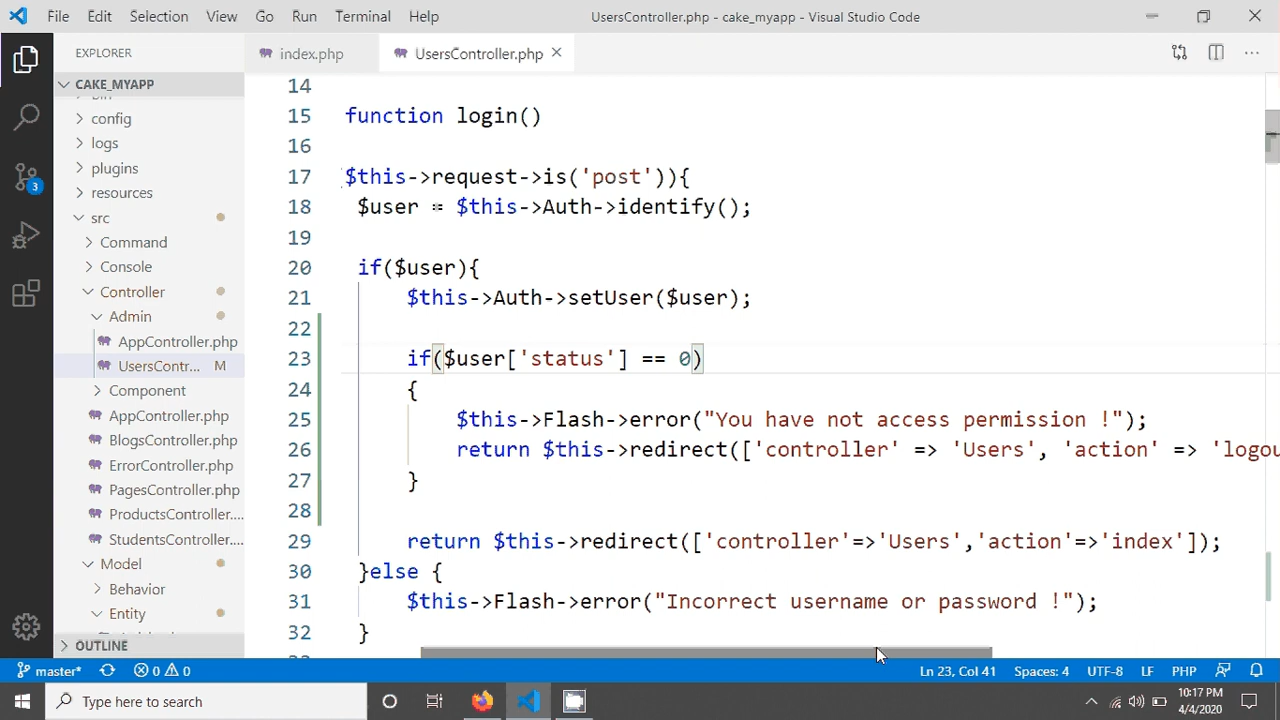 File Edit Selection View Go Run Terminal Help UsersController.php - cake_myapp - Visual Studio Code
EXPLORER
index.php UsersController.php
CAKE_MYAPP
config
logs
plugins
resources
src
Command
Console
Controller
Admin
AppController.php
UsersContr... M
Component
AppController.php
BlogsController.php
ErrorController.php
PagesController.php
ProductsController....
StudentsController....
Model
Behavior
Entity
OUTLINE
3
14
15 function login()
16
17 $this->request->is('post')){
18 $user = $this->Auth->identify();
19
20 if($user){
21 $this->Auth->setUser($user);
22
23 if($user['status'] == 0)
24 {
25 $this->Flash->error("You have not access permission !");
26 return $this->redirect(['controller' => 'Users', 'action' => 'logou
27 }
28
29 return $this->redirect(['controller'=>'Users','action'=>'index']);
30 }else {
31 $this->Flash->error("Incorrect username or password !");
32 }
master* 0 0 Ln 23, Col 41 Spaces: 4 UTF-8 LF PHP
Type here to search
10:17 PM
4/4/2020